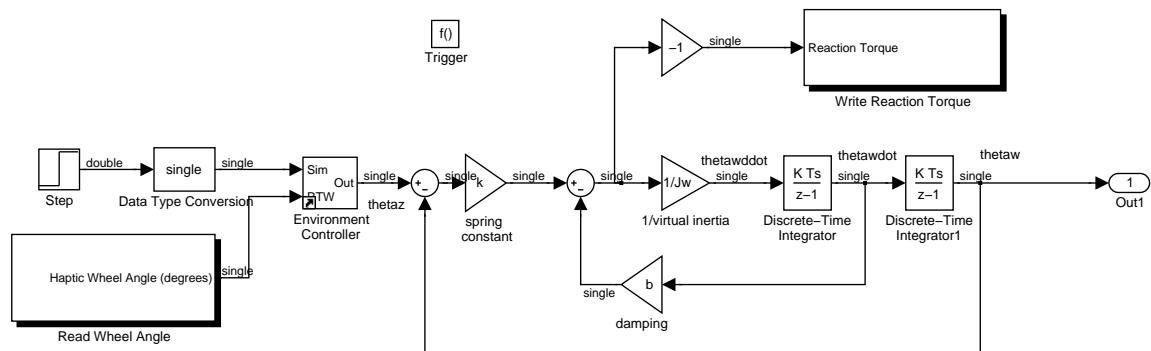 f()
Trigger
−1
single
Reaction Torque
Write Reaction Torque
Step
double
single
Data Type Conversion
single
Sim
RTW
Out
Environment
Controller
single
thetaz
+
−
single
k
spring
constant
single
+
−
single
1/Jw
1/virtual inertia
thetawddot
single
K Ts
z−1
Discrete−Time
Integrator
thetawdot
single
K Ts
z−1
Discrete−Time
Integrator1
thetaw
single
1
Out1
Haptic Wheel Angle (degrees)
single
Read Wheel Angle
b
single
damping